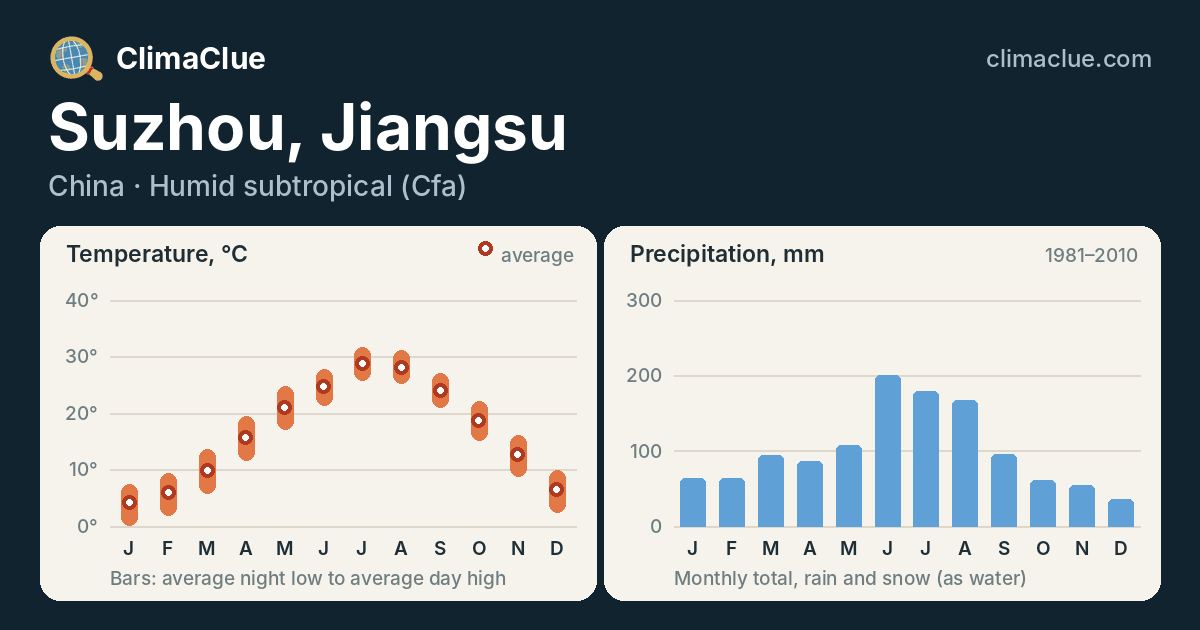 ClimaClue
climaclue.com
Suzhou, Jiangsu
China · Humid subtropical (Cfa)
Temperature, °C
average
40°
30°
20°
10°
0°
J F M A M J J A S O N D
Bars: average night low to average day high
Precipitation, mm
1981–2010
300
200
100
0
J F M A M J J A S O N D
Monthly total, rain and snow (as water)